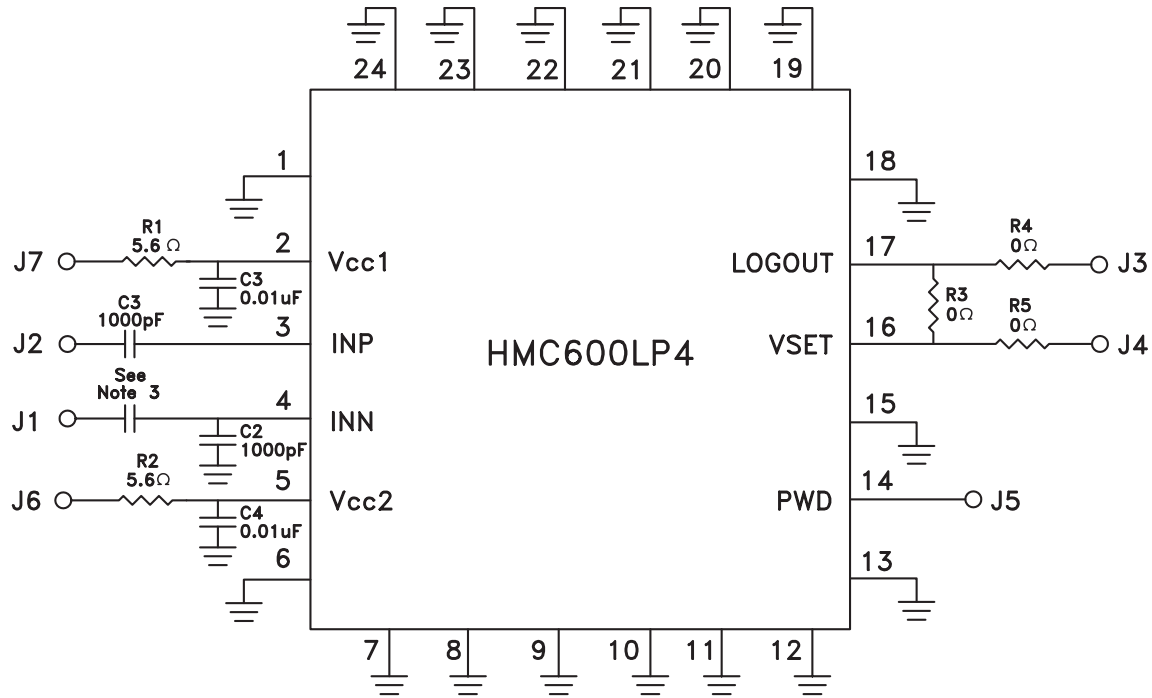 24 23 22 21 20 19
1
18
R1
5.6 Ω
R4
0Ω
J7
2
Vcc1
LOGOUT
17
J3
C3
0.01uF
R3
0Ω
C3
1000pF
R5
0Ω
J2
3
INP
HMC600LP4
VSET
16
J4
See
Note 3
J1
4
INN
15
C2
1000pF
R2
5.6Ω
J6
5
Vcc2
PWD
14
J5
C4
0.01uF
6
13
7 8 9 10 11 12